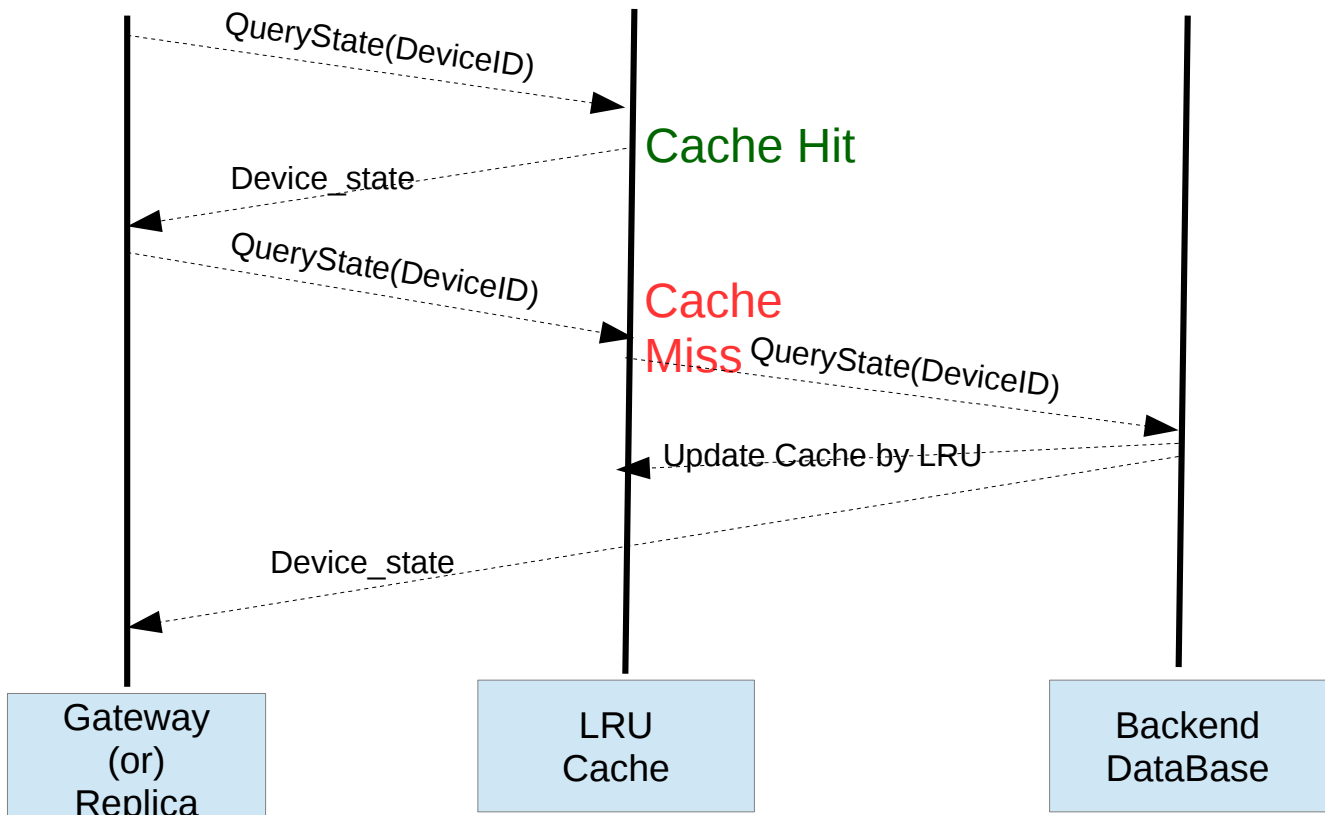 QueryState(DeviceID)
Cache Hit
Device_state
QueryState(DeviceID)
Cache
Miss
QueryState(DeviceID)
Update Cache by LRU
Device_state
Gateway
(or)
Replica
LRU
Cache
Backend
DataBase